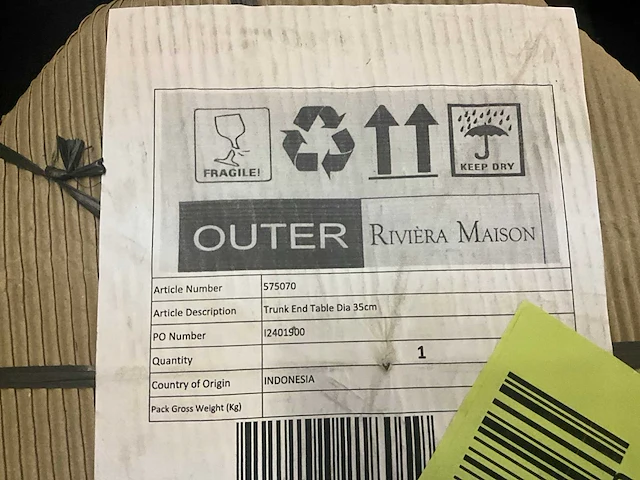 FRAGILE!
KEEP DRY
OUTER RIVIÈRA MAISON
Article Number 575070
Article Description Trunk End Table Dia 35cm
PO Number I2401900
Quantity 1
Country of Origin INDONESIA
Pack Gross Weight (Kg)